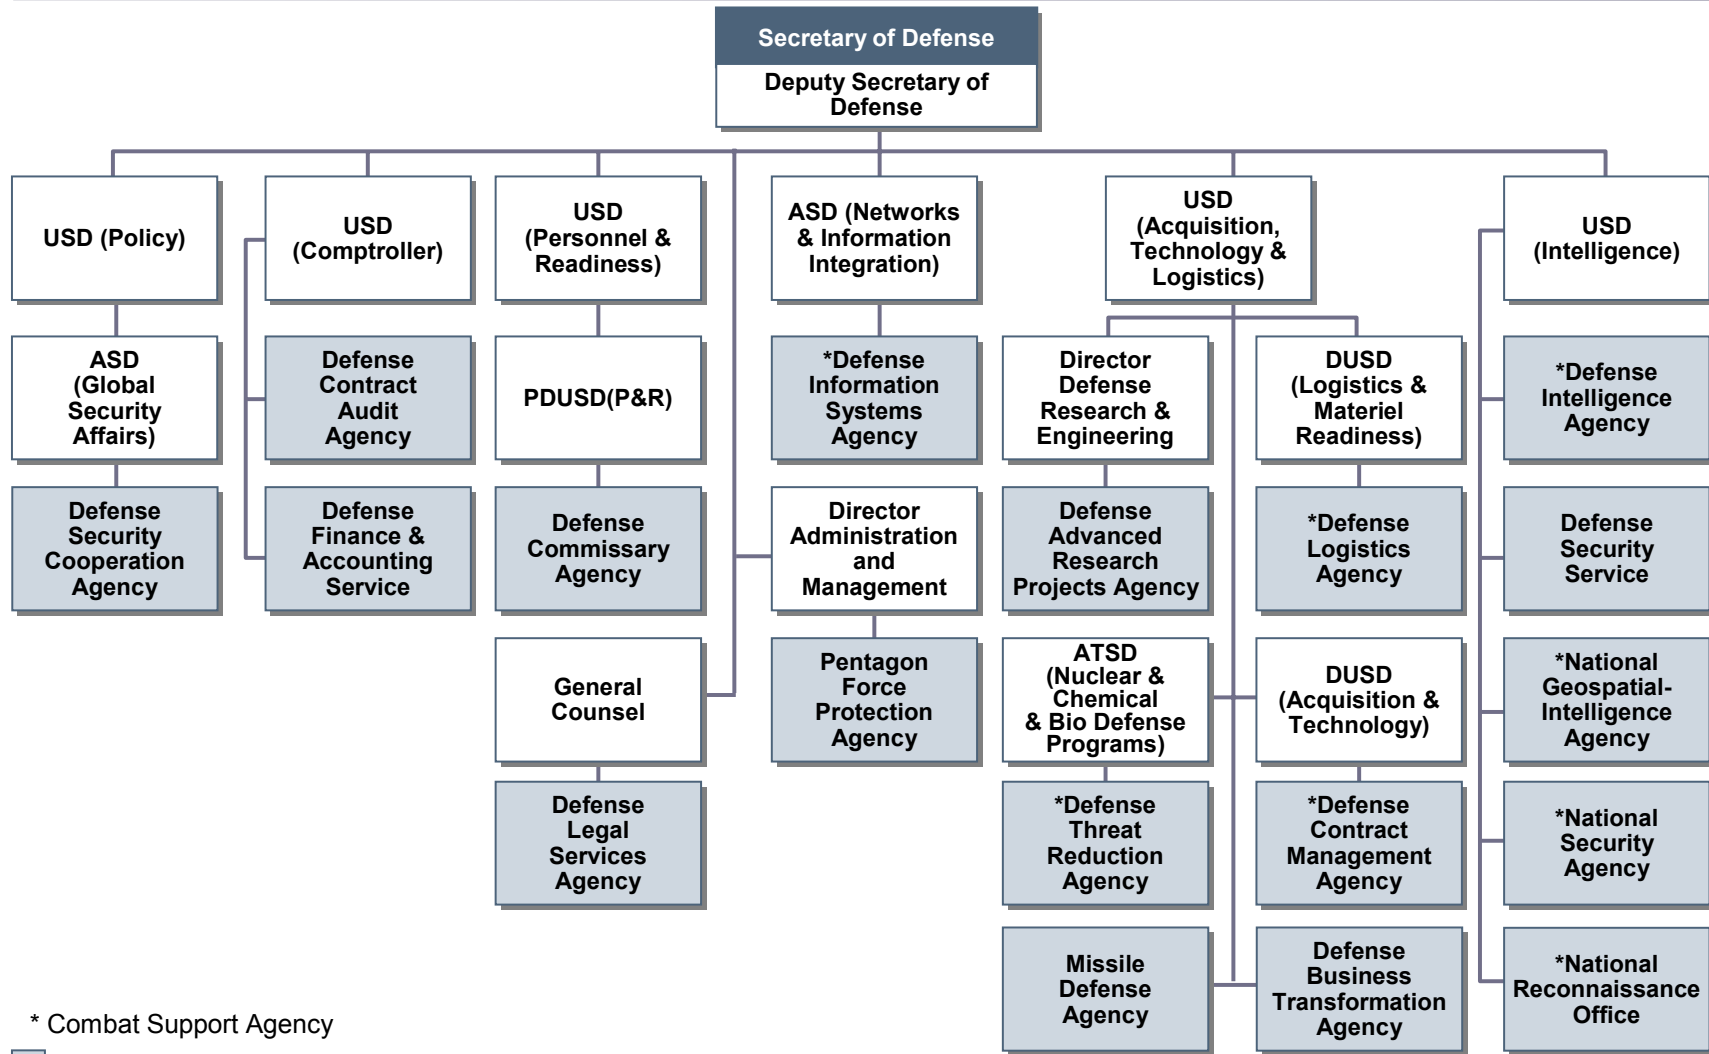 Secretary of Defense
Deputy Secretary of
Defense
USD (Policy)
USD
(Comptroller)
USD
(Personnel &
Readiness)
ASD (Networks
& Information
Integration)
USD
(Acquisition,
Technology &
Logistics)
USD
(Intelligence)
ASD
(Global
Security
Affairs)
Defense
Contract
Audit
Agency
PDUSD(P&R)
*Defense
Information
Systems
Agency
Director
Defense
Research &
Engineering
DUSD
(Logistics &
Materiel
Readiness)
*Defense
Intelligence
Agency
Defense
Security
Cooperation
Agency
Defense
Finance &
Accounting
Service
Defense
Commissary
Agency
Director
Administration
and
Management
Defense
Advanced
Research
Projects Agency
*Defense
Logistics
Agency
Defense
Security
Service
General
Counsel
Pentagon
Force
Protection
Agency
ATSD
(Nuclear &
Chemical
& Bio Defense
Programs)
DUSD
(Acquisition &
Technology)
*National
Geospatial-
Intelligence
Agency
Defense
Legal
Services
Agency
*Defense
Threat
Reduction
Agency
*Defense
Contract
Management
Agency
*National
Security
Agency
Missile
Defense
Agency
Defense
Business
Transformation
Agency
*National
Reconnaissance
Office
* Combat Support Agency